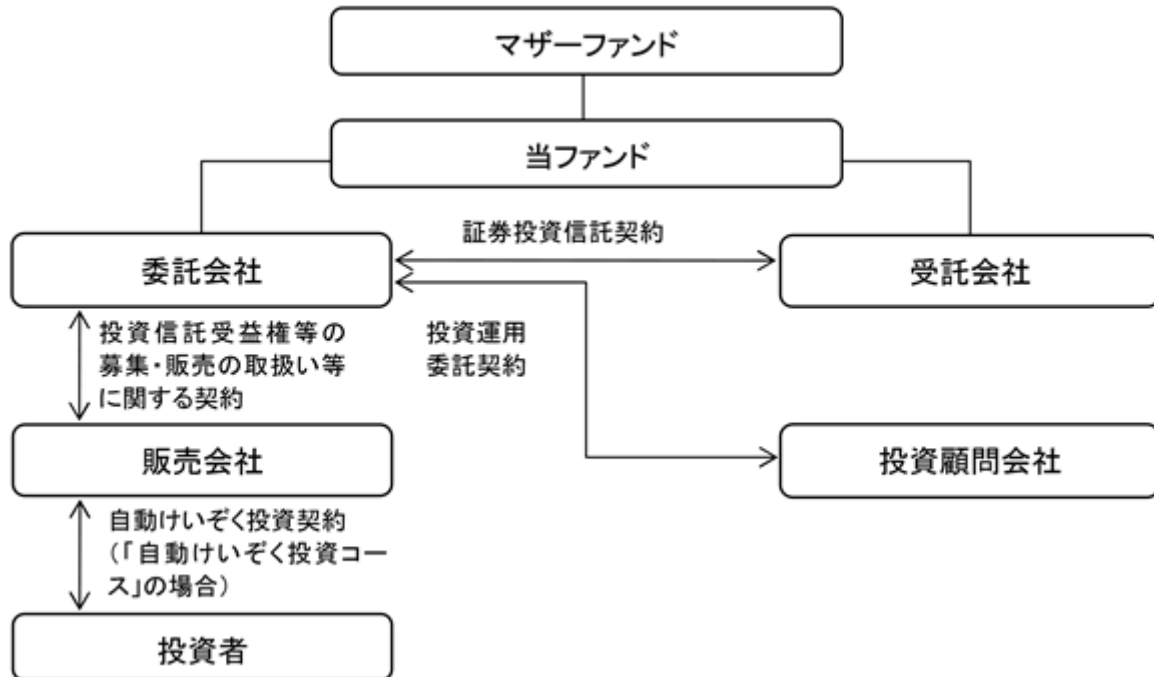 マザーファンド
当ファンド
証券投資信託契約
委託会社
受託会社
投資信託受益権等の
募集・販売の取扱い等
に関する契約
投資運用
委託契約
販売会社
投資顧問会社
自動けいぞく投資契約
(「自動けいぞく投資コー
ス」の場合)
投資者